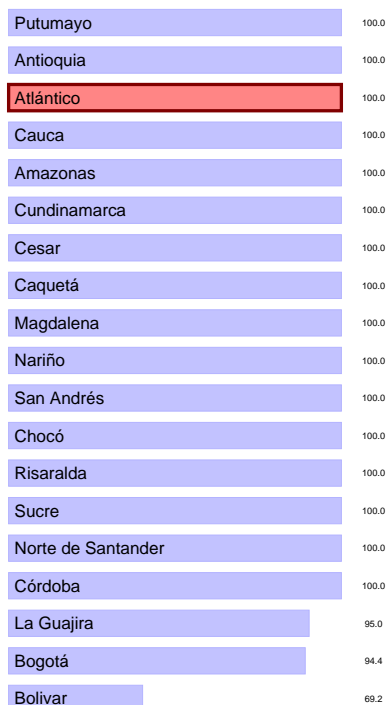 Putumayo 100.0
Antioquia 100.0
Atlántico 100.0
Cauca 100.0
Amazonas 100.0
Cundinamarca 100.0
Cesar 100.0
Caquetá 100.0
Magdalena 100.0
Nariño 100.0
San Andrés 100.0
Chocó 100.0
Risaralda 100.0
Sucre 100.0
Norte de Santander 100.0
Córdoba 100.0
La Guajira 95.0
Bogotá 94.4
Bolivar 69.2